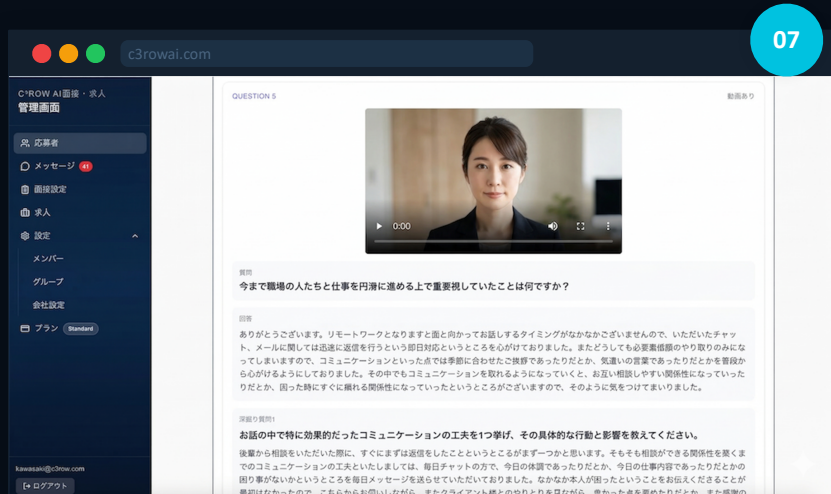 07
c3rowai.com
C³ROW AI面接・求人
管理画面
応募者
メッセージ 41
面接設定
求人
設定
メンバー
グループ
会社設定
プラン Standard
kawasaki@c3row.com
ログアウト
QUESTION 5
動画あり
0:00
質問
今まで職場の人たちと仕事を円滑に進める上で重要視していたことは何ですか？
回答
ありがとうございます。リモートワークとなりますと面と向かってお話しするタイミングがなかなかございませんので、いただいたチャッ
ト、メールに関しては迅速に返信を行うという即日対応というところを心がけておりました。またどうしても必要素低限のやり取りのみにな
ってしまいますので、コミュニケーションといった点では季節に合わせたご挨拶であったりだとか、気遣いの言葉であったりだとかを普段か
ら心がけるようにしておりました。その中でもコミュニケーションを取れるようになっていくと、お互い相談しやすい関係性になっていった
りだとか、困った時にすぐに頼れる関係性になっていったというところがございますので、そのように気をつけてまいりました。
深掘り質問1
お話の中で特に効果的だったコミュニケーションの工夫を1つ挙げ、その具体的な行動と影響を教えてください。
後輩から相談をいただいた際に、すぐにまずは返信をしたことというところがまず一つかと思います。そもそも相談ができる関係性を築くま
でのコミュニケーションの工夫といたしましては、毎日チャットの方で、今日の体調であったりだとか、今日の仕事内容であったりだとかの
困り事がないかというところを毎日メッセージを送らせていただいておりました。なかなか本人が困ったということをお伝えくださることが